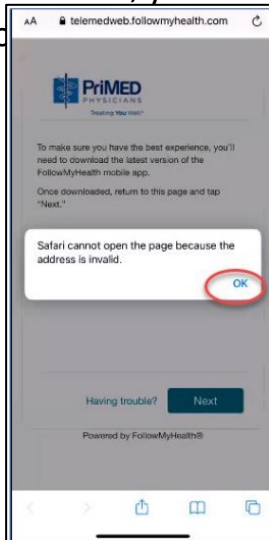 AA telemedweb.followmyhealth.com
PriMED
PHYSICIANS
Treating You Well™
To make sure you have the best experience, you'll
need to download the latest version of the
FollowMyHealth mobile app.
Once downloaded, return to this page and tap
"Next."
Safari cannot open the page because the
address is invalid.
OK
Having trouble? Next
Powered by FollowMyHealth®